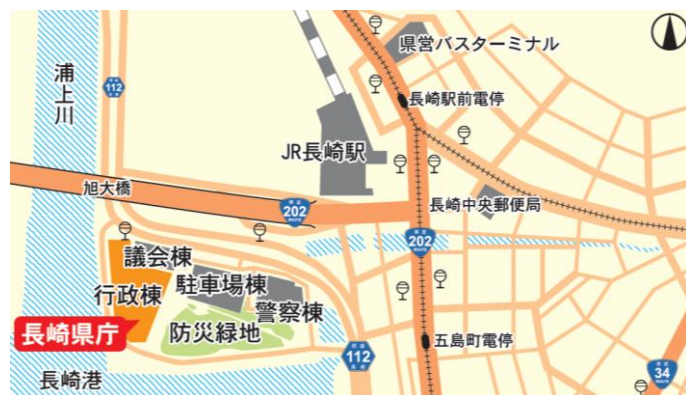 県営バスターミナル
浦上川
112
長崎駅前電停
JR長崎駅
旭大橋
202
長崎中央郵便局
202
議会棟
駐車場棟
行政棟
警察棟
防災緑地
長崎県庁
五島町電停
112
34
長崎港